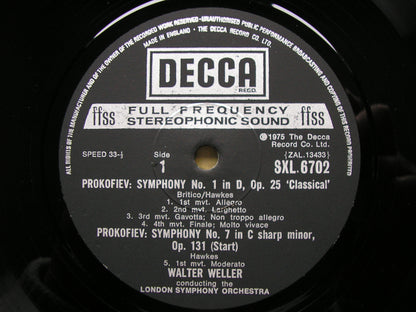 ALL RIGHTS OF THE MANUFACTURER AND OF THE OWNER OF THE RECORDED WORK RESERVED · UNAUTHORISED PUBLIC PERFORMANCE BROADCASTING AND COPYING OF THIS RECORD PROHIBITED
MADE IN ENGLAND · THE DECCA RECORD CO. LTD.
DECCA
REGD.
ffss FULL FREQUENCY ffss
STEREOPHONIC SOUND
℗1975 The Decca
Record Co. Ltd.
SPEED 33⅓ Side (ZAL.13433)
1 SXL.6702
PROKOFIEV: SYMPHONY No. 1 in D, Op. 25 'Classical'
Britico/Hawkes
1. 1st mvt. Allegro
2. 2nd mvt. Larghetto
3. 3rd mvt. Gavotta; Non troppo allegro
4. 4th mvt. Finale; Molto vivace
PROKOFIEV: SYMPHONY No. 7 in C sharp minor,
Op. 131 (Start)
Hawkes
5. 1st mvt. Moderato
WALTER WELLER
conducting the
LONDON SYMPHONY ORCHESTRA